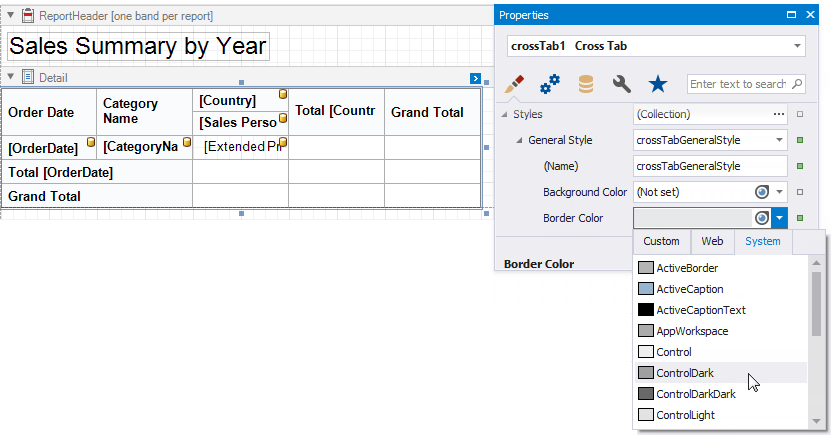 ReportHeader [one band per report]
Sales Summary by Year
Detail
Order Date
Category
Name
[Country]
[Sales Perso
Total [Countr
Grand Total
[OrderDate]
[CategoryNa
[Extended Pri
Total [OrderDate]
Grand Total
Properties
crossTab1 Cross Tab
Enter text to search
Styles
(Collection)
General Style
crossTabGeneralStyle
(Name)
crossTabGeneralStyle
Background Color
(Not set)
Border Color
Custom
Web
System
Border Color
ActiveBorder
ActiveCaption
ActiveCaptionText
AppWorkspace
Control
ControlDark
ControlDarkDark
ControlLight